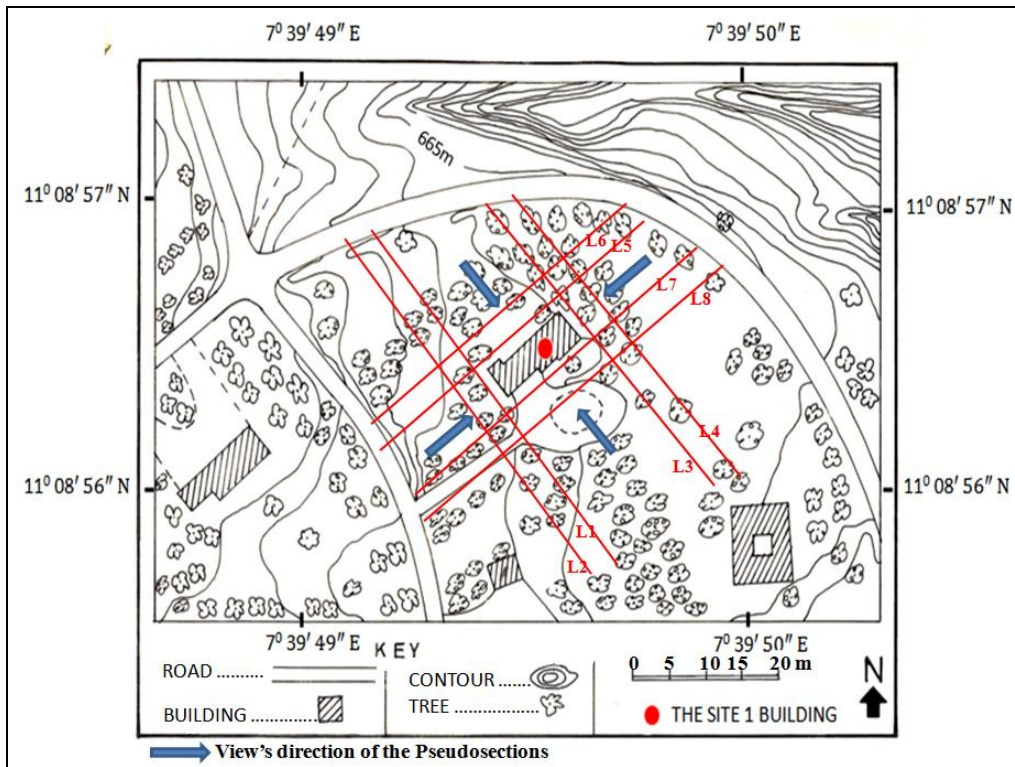 7⁰ 39′ 49″ E 7⁰ 39′ 50″ E
665m
11⁰ 08′ 57″ N 11⁰ 08′ 57″ N
L6
L5
L7
L8
L4
L3
11⁰ 08′ 56″ N 11⁰ 08′ 56″ N
L1
L2
7⁰ 39′ 49″ E 7⁰ 39′ 50″ E
KEY
ROAD ..........
BUILDING ..............
CONTOUR .......
TREE ..................
0 5 10 15 20 m
N
THE SITE 1 BUILDING
View's direction of the Pseudosections